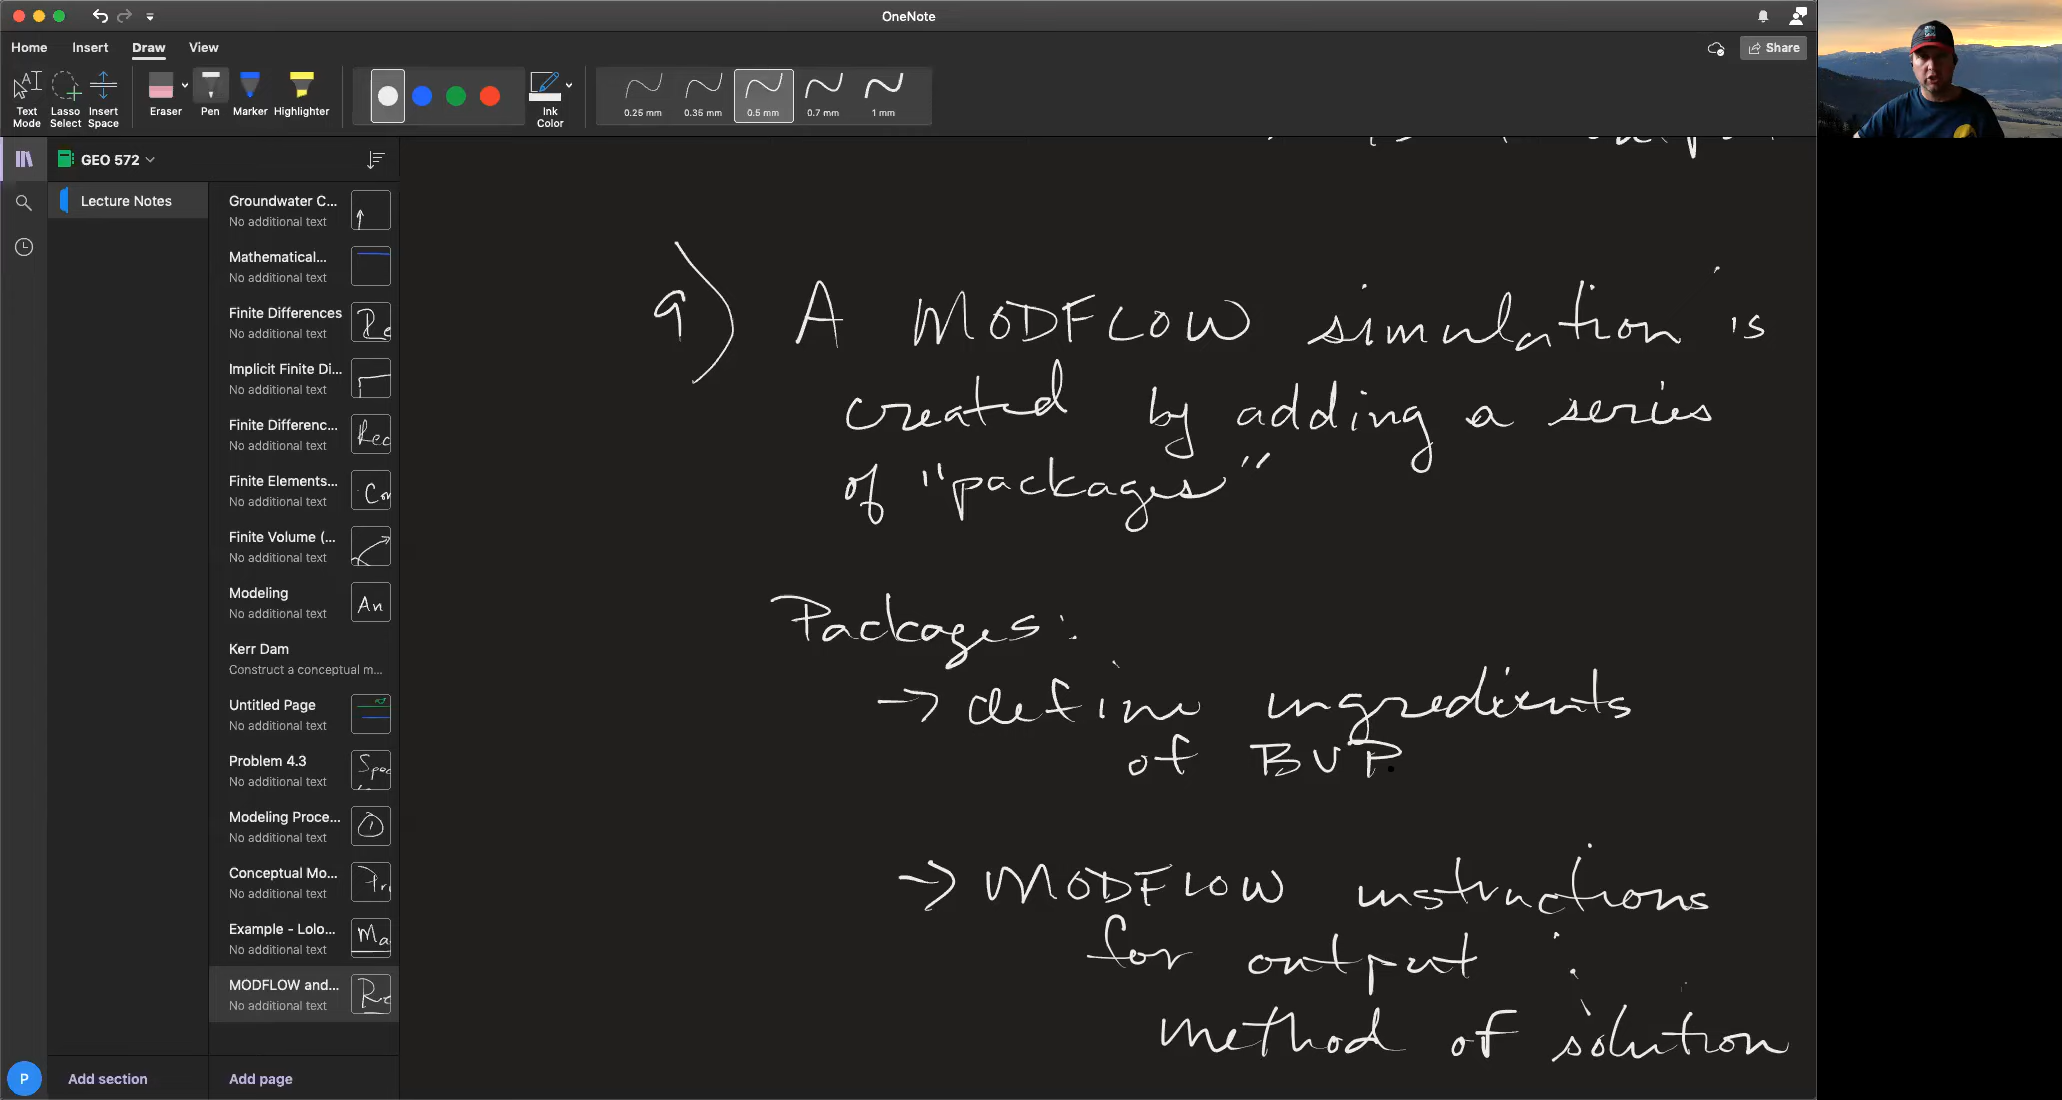 OneNote
Home Insert Draw View
Share
Text Mode
Lasso Select
Insert Space
Eraser
Pen
Marker
Highlighter
Ink Color
0.25 mm
0.35 mm
0.5 mm
0.7 mm
1 mm
GEO 572
Lecture Notes
Groundwater C...
No additional text
Mathematical...
No additional text
Finite Differences
No additional text
Implicit Finite Di...
No additional text
Finite Differenc...
No additional text
Rec
Finite Elements...
No additional text
Con
Finite Volume (...
No additional text
Modeling
No additional text
An
Kerr Dam
Construct a conceptual m...
Untitled Page
No additional text
Problem 4.3
No additional text
Spec
Modeling Proce...
No additional text
1
Conceptual Mo...
No additional text
Example - Lolo...
No additional text
Ma
MODFLOW and...
No additional text
P
Add section
Add page
9) A MODFLOW simulation is
created by adding a series
of "packages"
Packages:
→ define ingredients
of BVP
→ MODFLOW instructions
for output :
method of solution